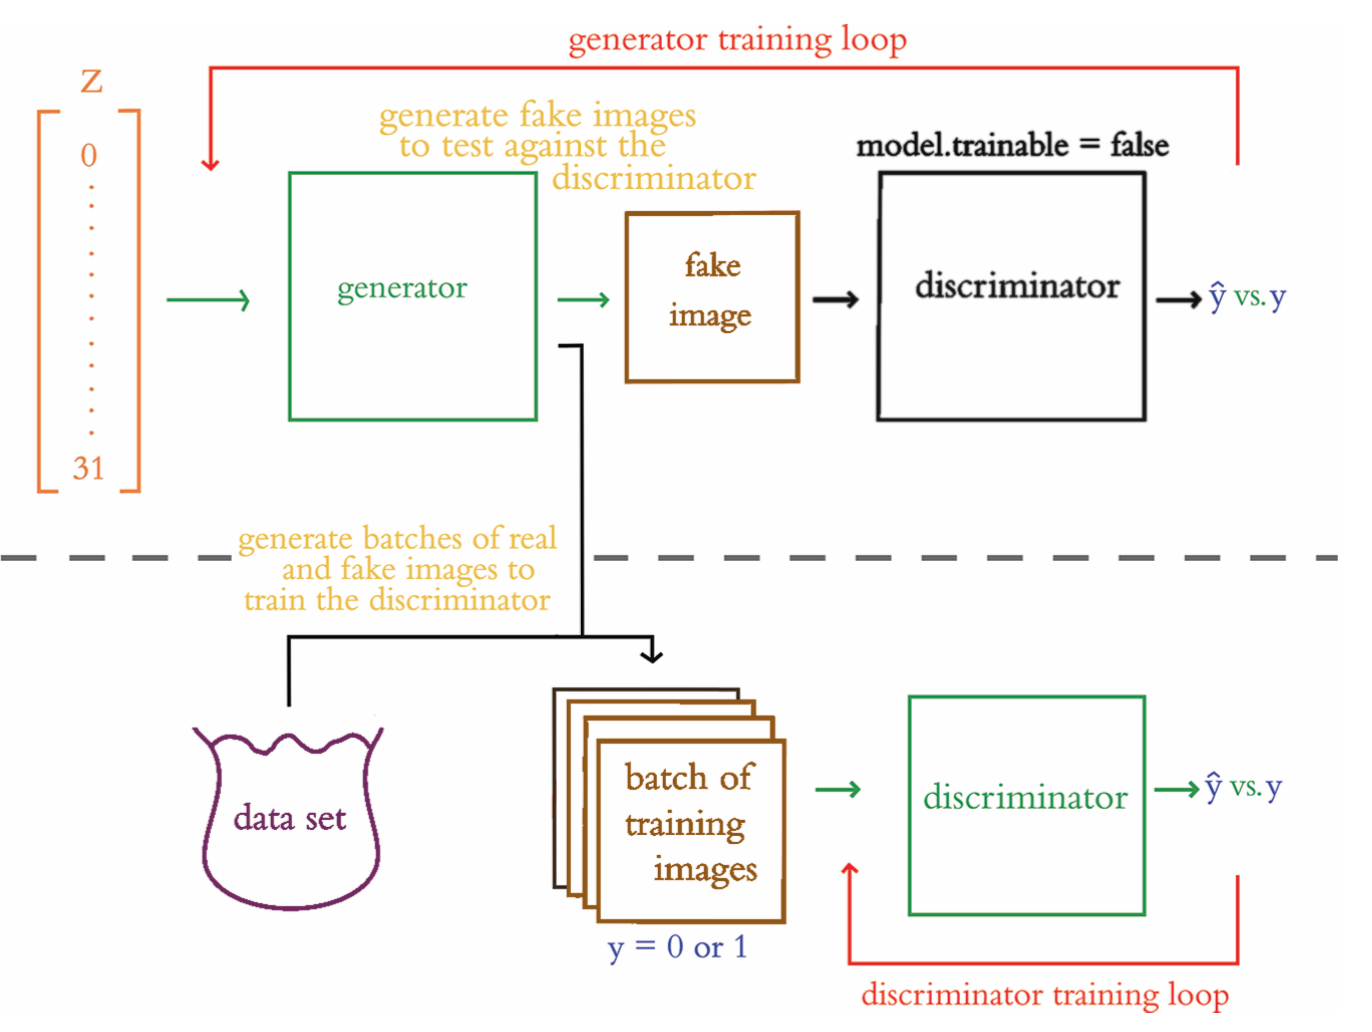 generator training loop
Z
0
31
generate fake images
to test against the
discriminator
model.trainable = false
generator
fake
image
discriminator
ŷ vs. y
generate batches of real
and fake images to
train the discriminator
data set
batch of
training
images
y = 0 or 1
discriminator
ŷ vs. y
discriminator training loop